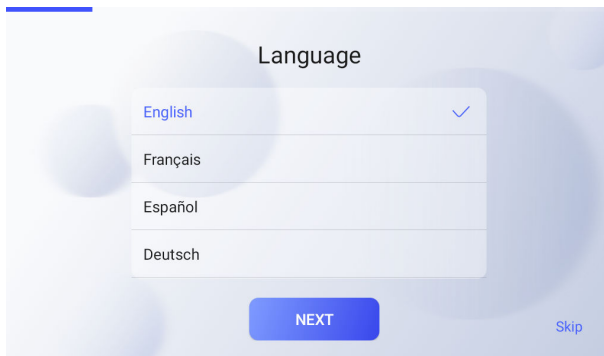 Language
English
Français
Español
Deutsch
NEXT
Skip